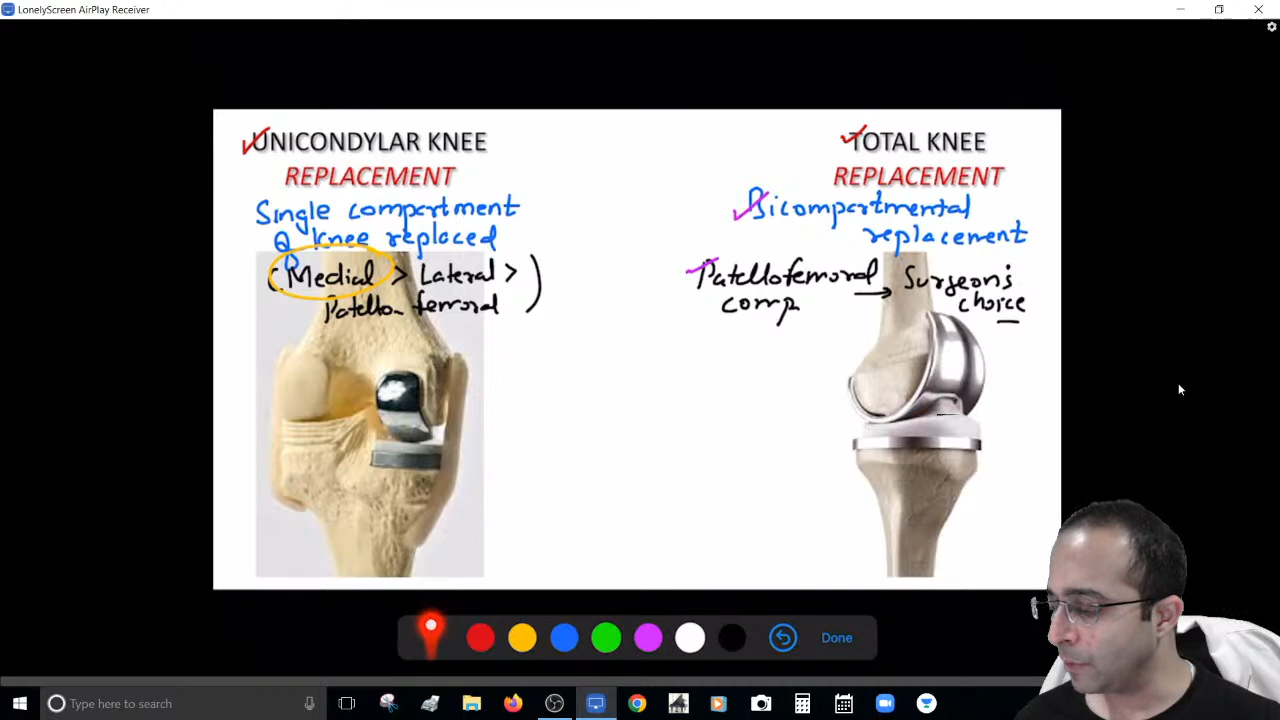 LonelyScreen AirPlay Receiver
UNICONDYLAR KNEE
REPLACEMENT
Single compartment
knee replaced
(Medial > Lateral >
Patello femoral)
TOTAL KNEE
REPLACEMENT
Bicompartmental
replacement
Patellofemoral → Surgeon's
comp choice
Done
Type here to search